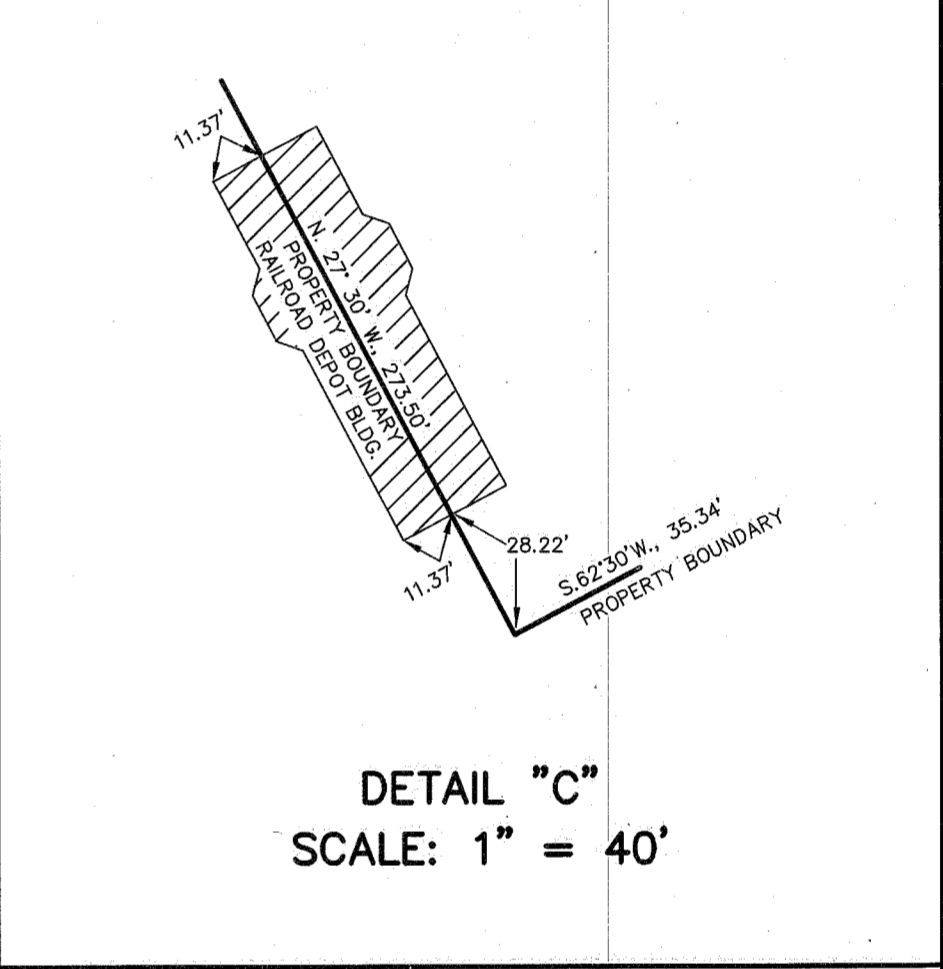 11.37'
N. 27° 30' W., 273.50'
PROPERTY BOUNDARY
RAILROAD DEPOT BLDG.
28.22'
11.37'
S.62°30'W., 35.34'
PROPERTY BOUNDARY
DETAIL "C"
SCALE: 1" = 40'